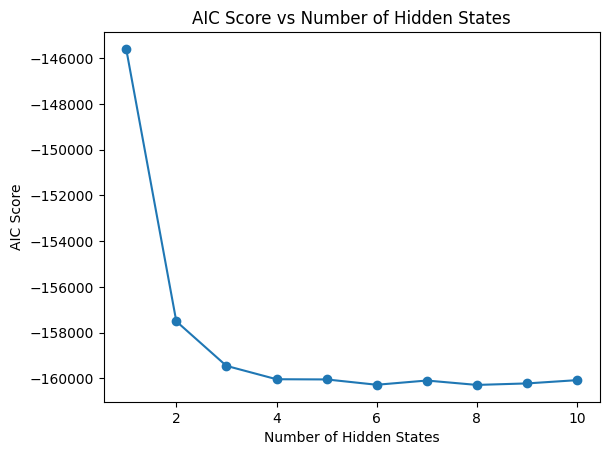 AIC Score vs Number of Hidden States
−146000
−148000
−150000
−152000
−154000
−156000
−158000
−160000
AIC Score
2 4 6 8 10
Number of Hidden States